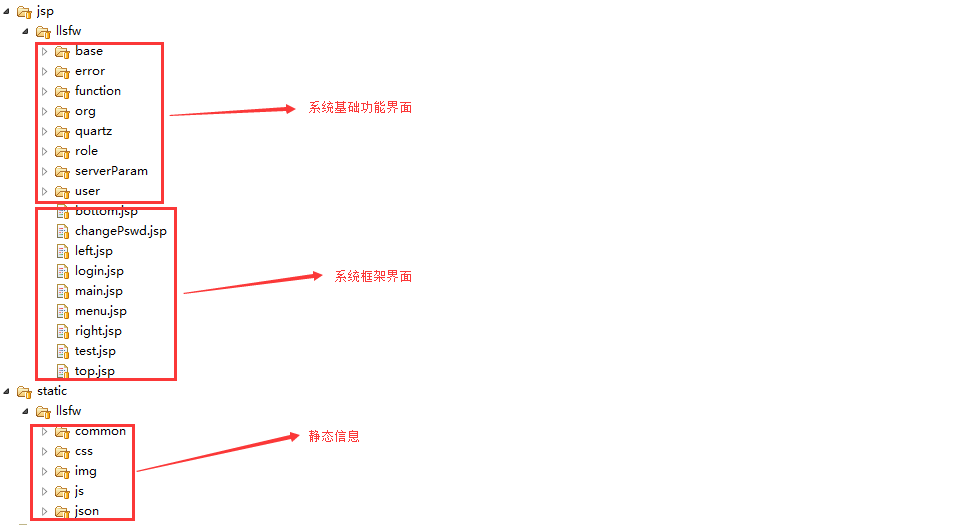 jsp
llsfw
base
error
function
系统基础功能界面
org
quartz
role
serverParam
user
bottom.jsp
changePswd.jsp
left.jsp
login.jsp
系统框架界面
main.jsp
menu.jsp
right.jsp
test.jsp
top.jsp
static
llsfw
common
静态信息
css
img
js
json